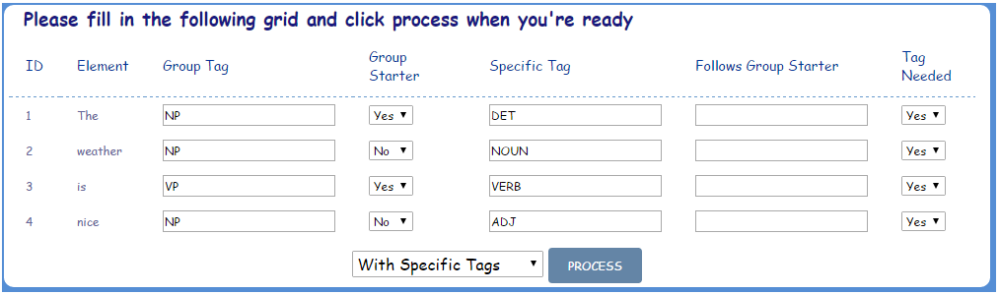 Please fill in the following grid and click process when you're ready
ID Element Group Tag Group Starter Specific Tag Follows Group Starter Tag Needed
1 The NP Yes DET Yes
2 weather NP No NOUN Yes
3 is VP Yes VERB Yes
4 nice NP No ADJ Yes
With Specific Tags PROCESS